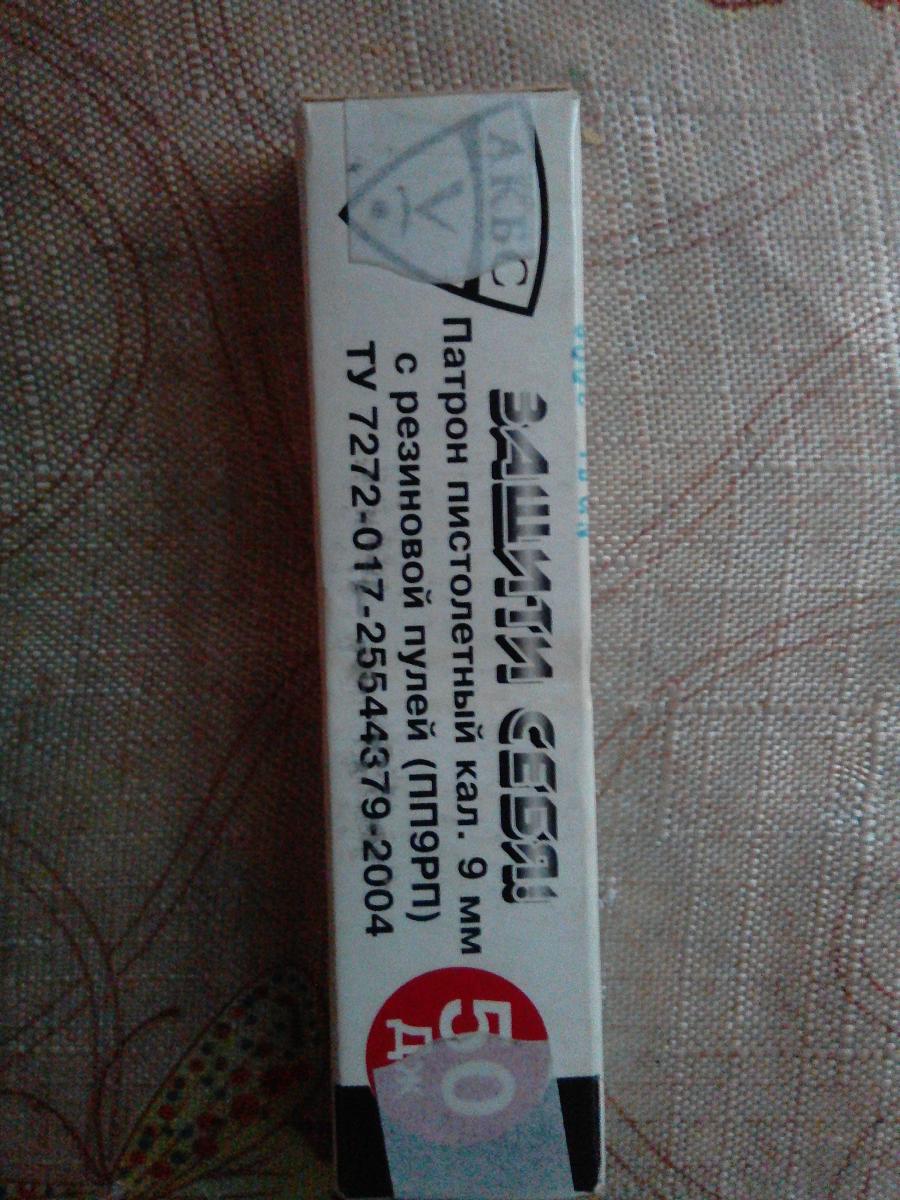 АКБС
ЗАЩИТИ СЕБЯ!
Патрон пистолетный кал. 9 мм
с резиновой пулей (ПП9РП)
ТУ 7272-017-25544379-2004
50
Дж